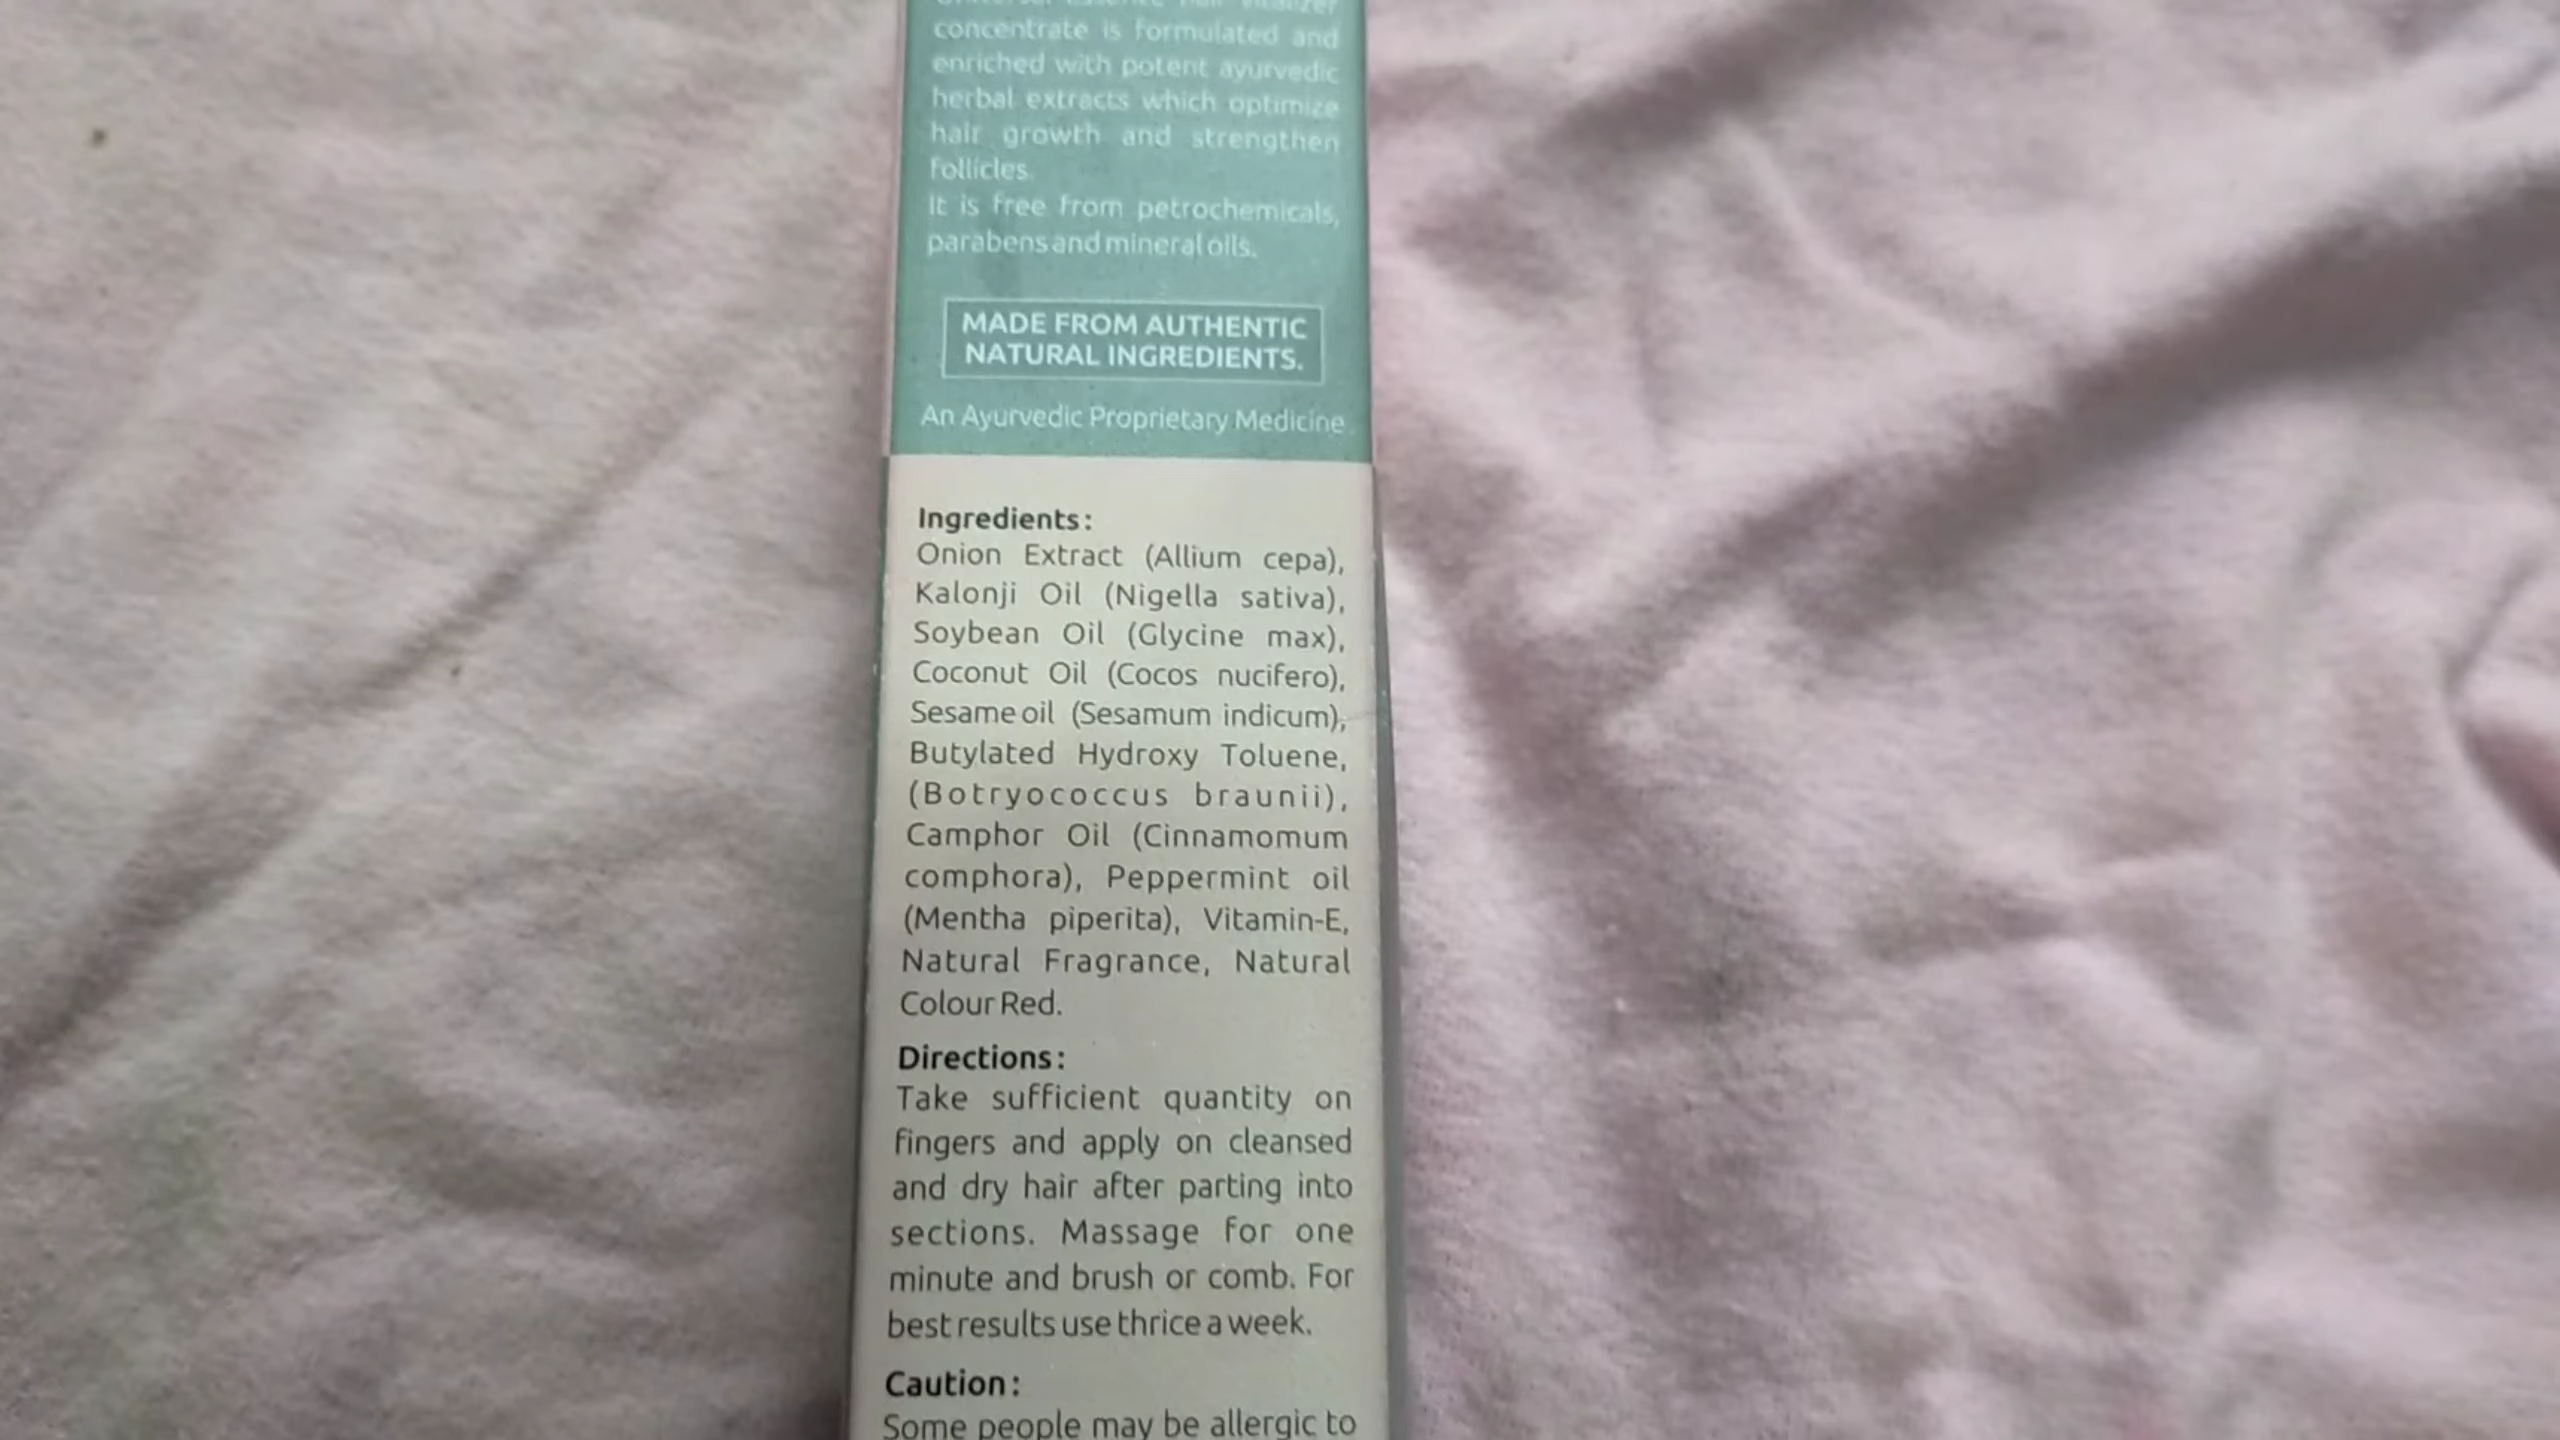 concentrate is formulated and
enriched with potent ayurvedic
herbal extracts which optimize
hair growth and strengthen
follicles.
It is free from petrochemicals,
parabens and mineral oils.
MADE FROM AUTHENTIC
NATURAL INGREDIENTS.
An Ayurvedic Proprietary Medicine
Ingredients:
Onion Extract (Allium cepa),
Kalonji Oil (Nigella sativa),
Soybean Oil (Glycine max),
Coconut Oil (Cocos nucifero),
Sesame oil (Sesamum indicum),
Butylated Hydroxy Toluene,
(Botryococcus braunii),
Camphor Oil (Cinnamomum
comphora), Peppermint oil
(Mentha piperita), Vitamin-E,
Natural Fragrance, Natural
Colour Red.
Directions:
Take sufficient quantity on
fingers and apply on cleansed
and dry hair after parting into
sections. Massage for one
minute and brush or comb. For
best results use thrice a week.
Caution:
Some people may be allergic to